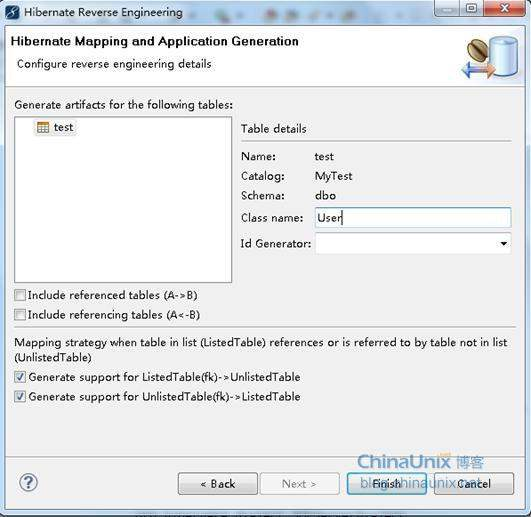 Hibernate Reverse Engineering
Hibernate Mapping and Application Generation
Configure reverse engineering details
Generate artifacts for the following tables:
test
Table details
Name: test
Catalog: MyTest
Schema: dbo
Class name: User
Id Generator:
Include referenced tables (A->B)
Include referencing tables (A<-B)
Mapping strategy when table in list (ListedTable) references or is referred to by table not in list
(UnlistedTable)
Generate support for ListedTable(fk)->UnlistedTable
Generate support for UnlistedTable(fk)->ListedTable
ChinaUnix 博客
blog.chinaunix.net
< Back Next > Finish Cancel